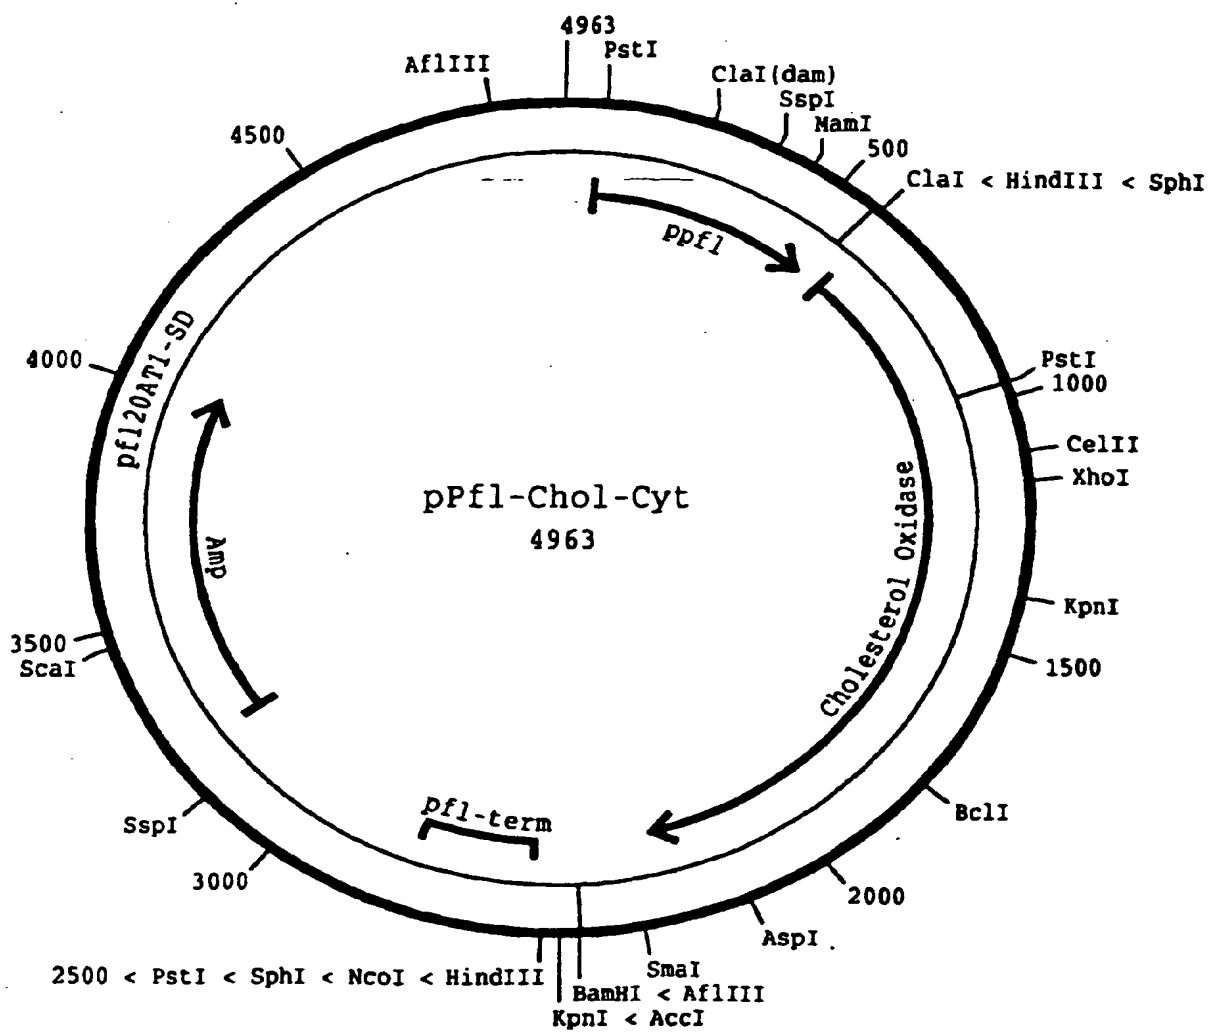 4963
PstI
AflIII
ClaI(dam)
SspI
MamI
4500
500
ClaI < HindIII < SphI
ppfl
pfl20AT1-SD
4000
PstI
1000
CelII
XhoI
pPfl-Chol-Cyt
4963
Cholesterol Oxidase
Amp
KpnI
3500
ScaI
1500
pfl-term
SspI
BclI
3000
2000
AspI
2500 < PstI < SphI < NcoI < HindIII
SmaI
BamHI < AflIII
KpnI < AccI